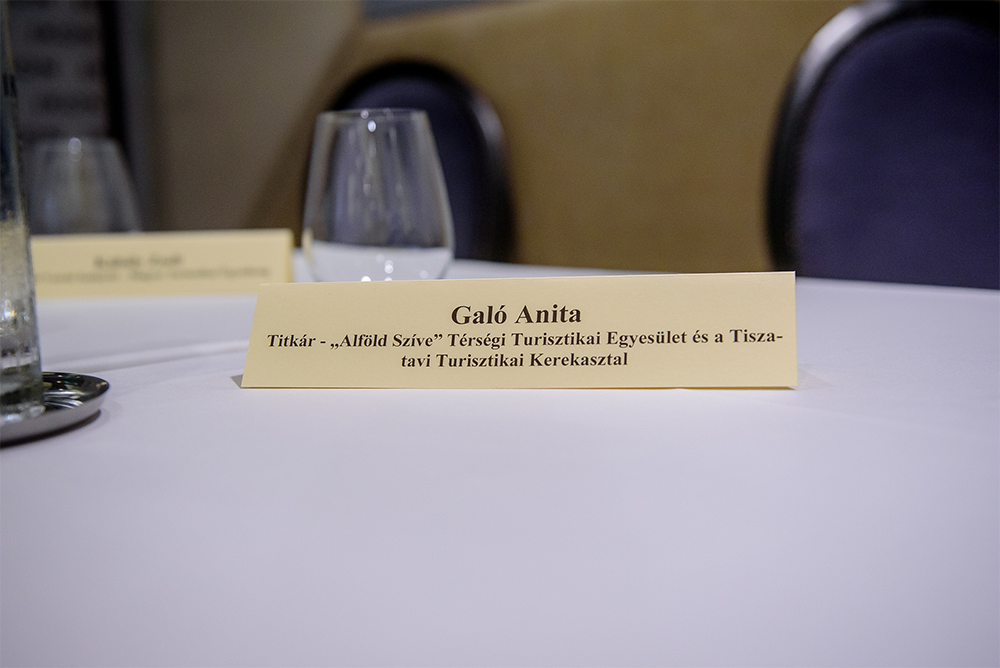 Galó Anita
Titkár - „Alföld Szíve” Térségi Turisztikai Egyesület és a Tisza-
tavi Turisztikai Kerekasztal